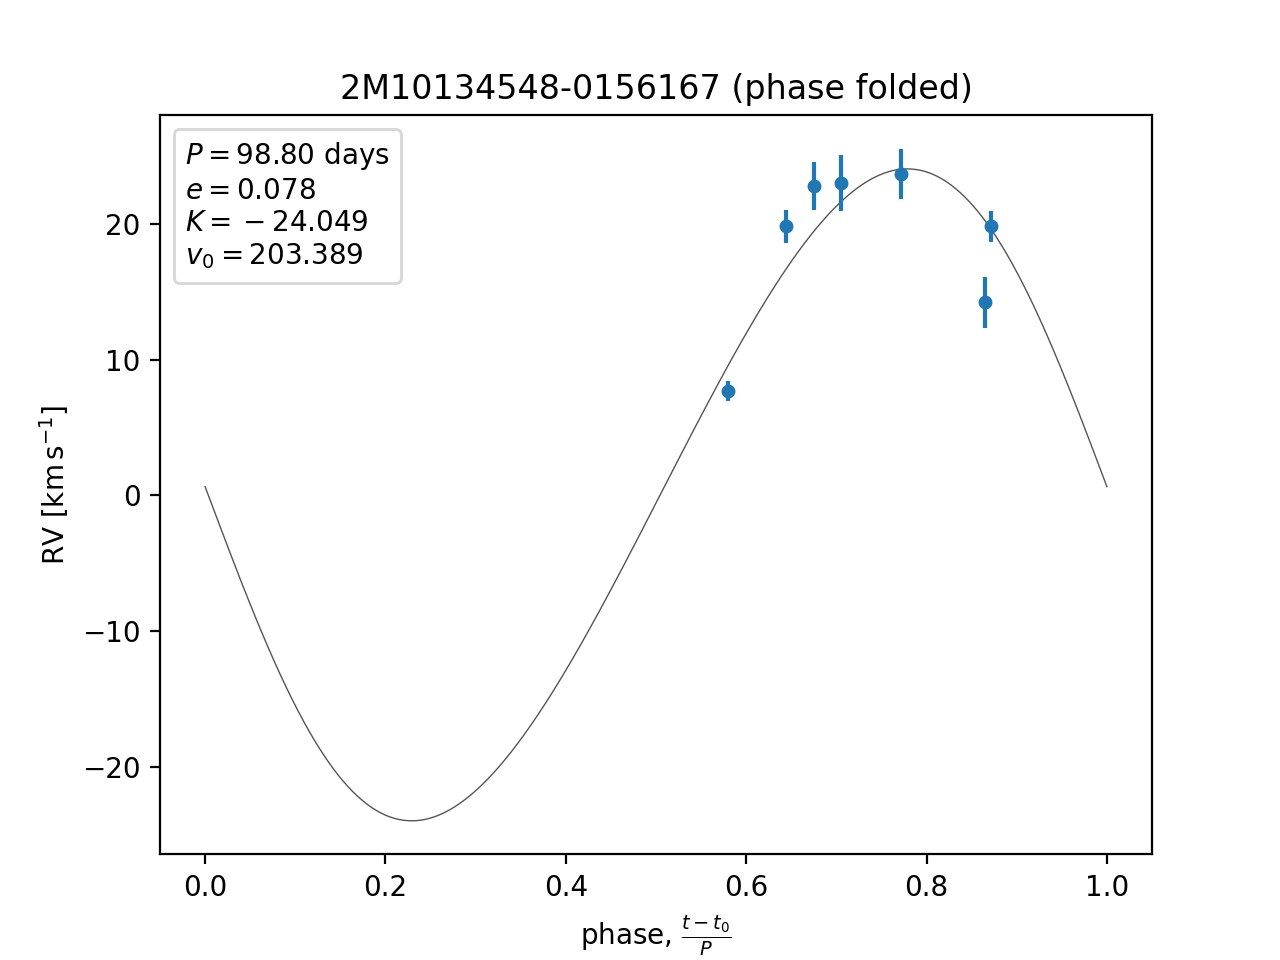 2M10134548-0156167 (phase folded)
P = 98.80 days
e = 0.078
K = − 24.049
v₀ = 203.389
RV [km s⁻¹]
20
10
0
−10
−20
0.0 0.2 0.4 0.6 0.8 1.0
phase, (t − t₀)/P